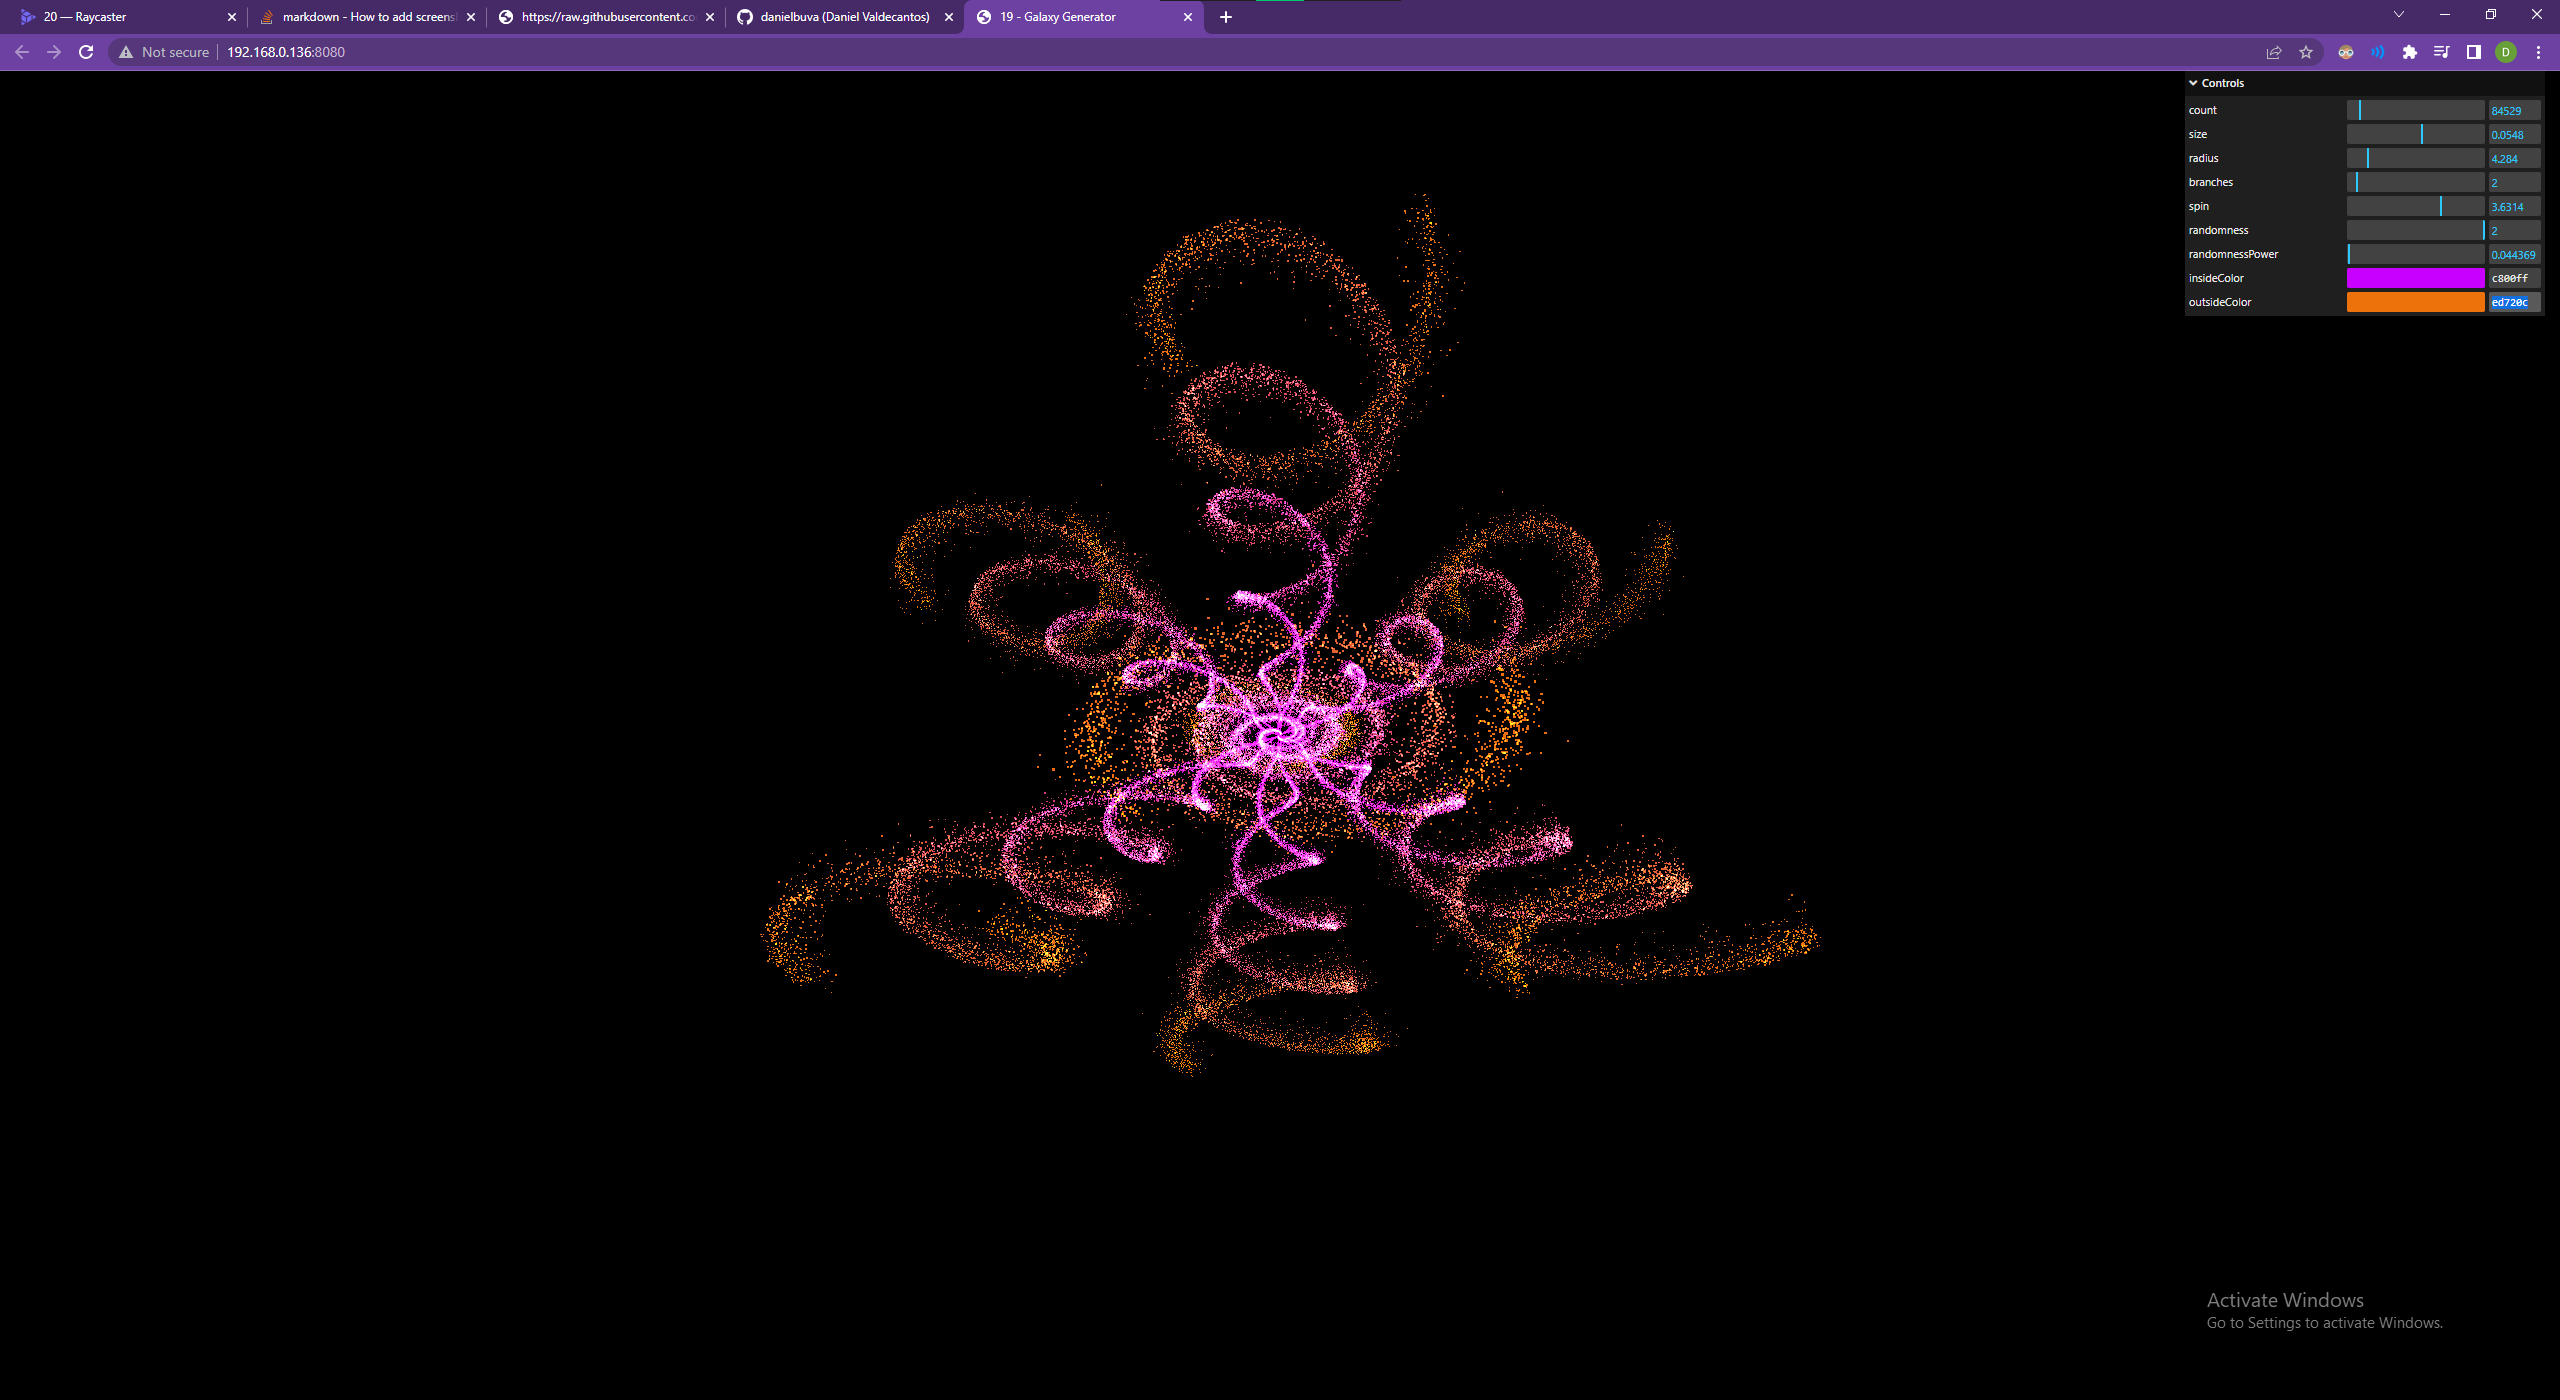 20 — Raycaster
markdown - How to add screens
https://raw.githubusercontent.co
danielbuva (Daniel Valdecantos)
19 - Galaxy Generator
Not secure
192.168.0.136:8080
D
Controls
count 84529
size 0.0548
radius 4.284
branches 2
spin 3.6314
randomness 2
randomnessPower 0.044369
insideColor c800ff
outsideColor ed720c
Activate Windows
Go to Settings to activate Windows.